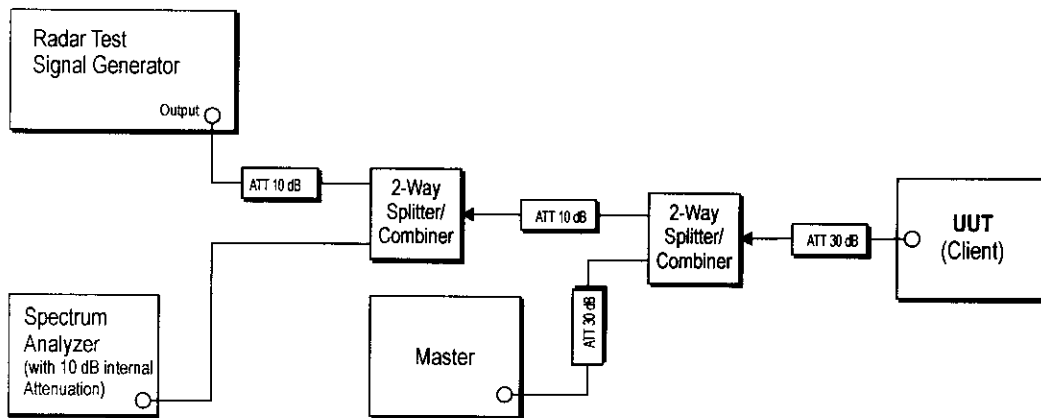 Radar Test
Signal Generator
Output
ATT 10 dB
2-Way
Splitter/
Combiner
ATT 10 dB
2-Way
Splitter/
Combiner
ATT 30 dB
UUT
(Client)
Spectrum
Analyzer
(with 10 dB internal
Attenuation)
Master
ATT 30 dB